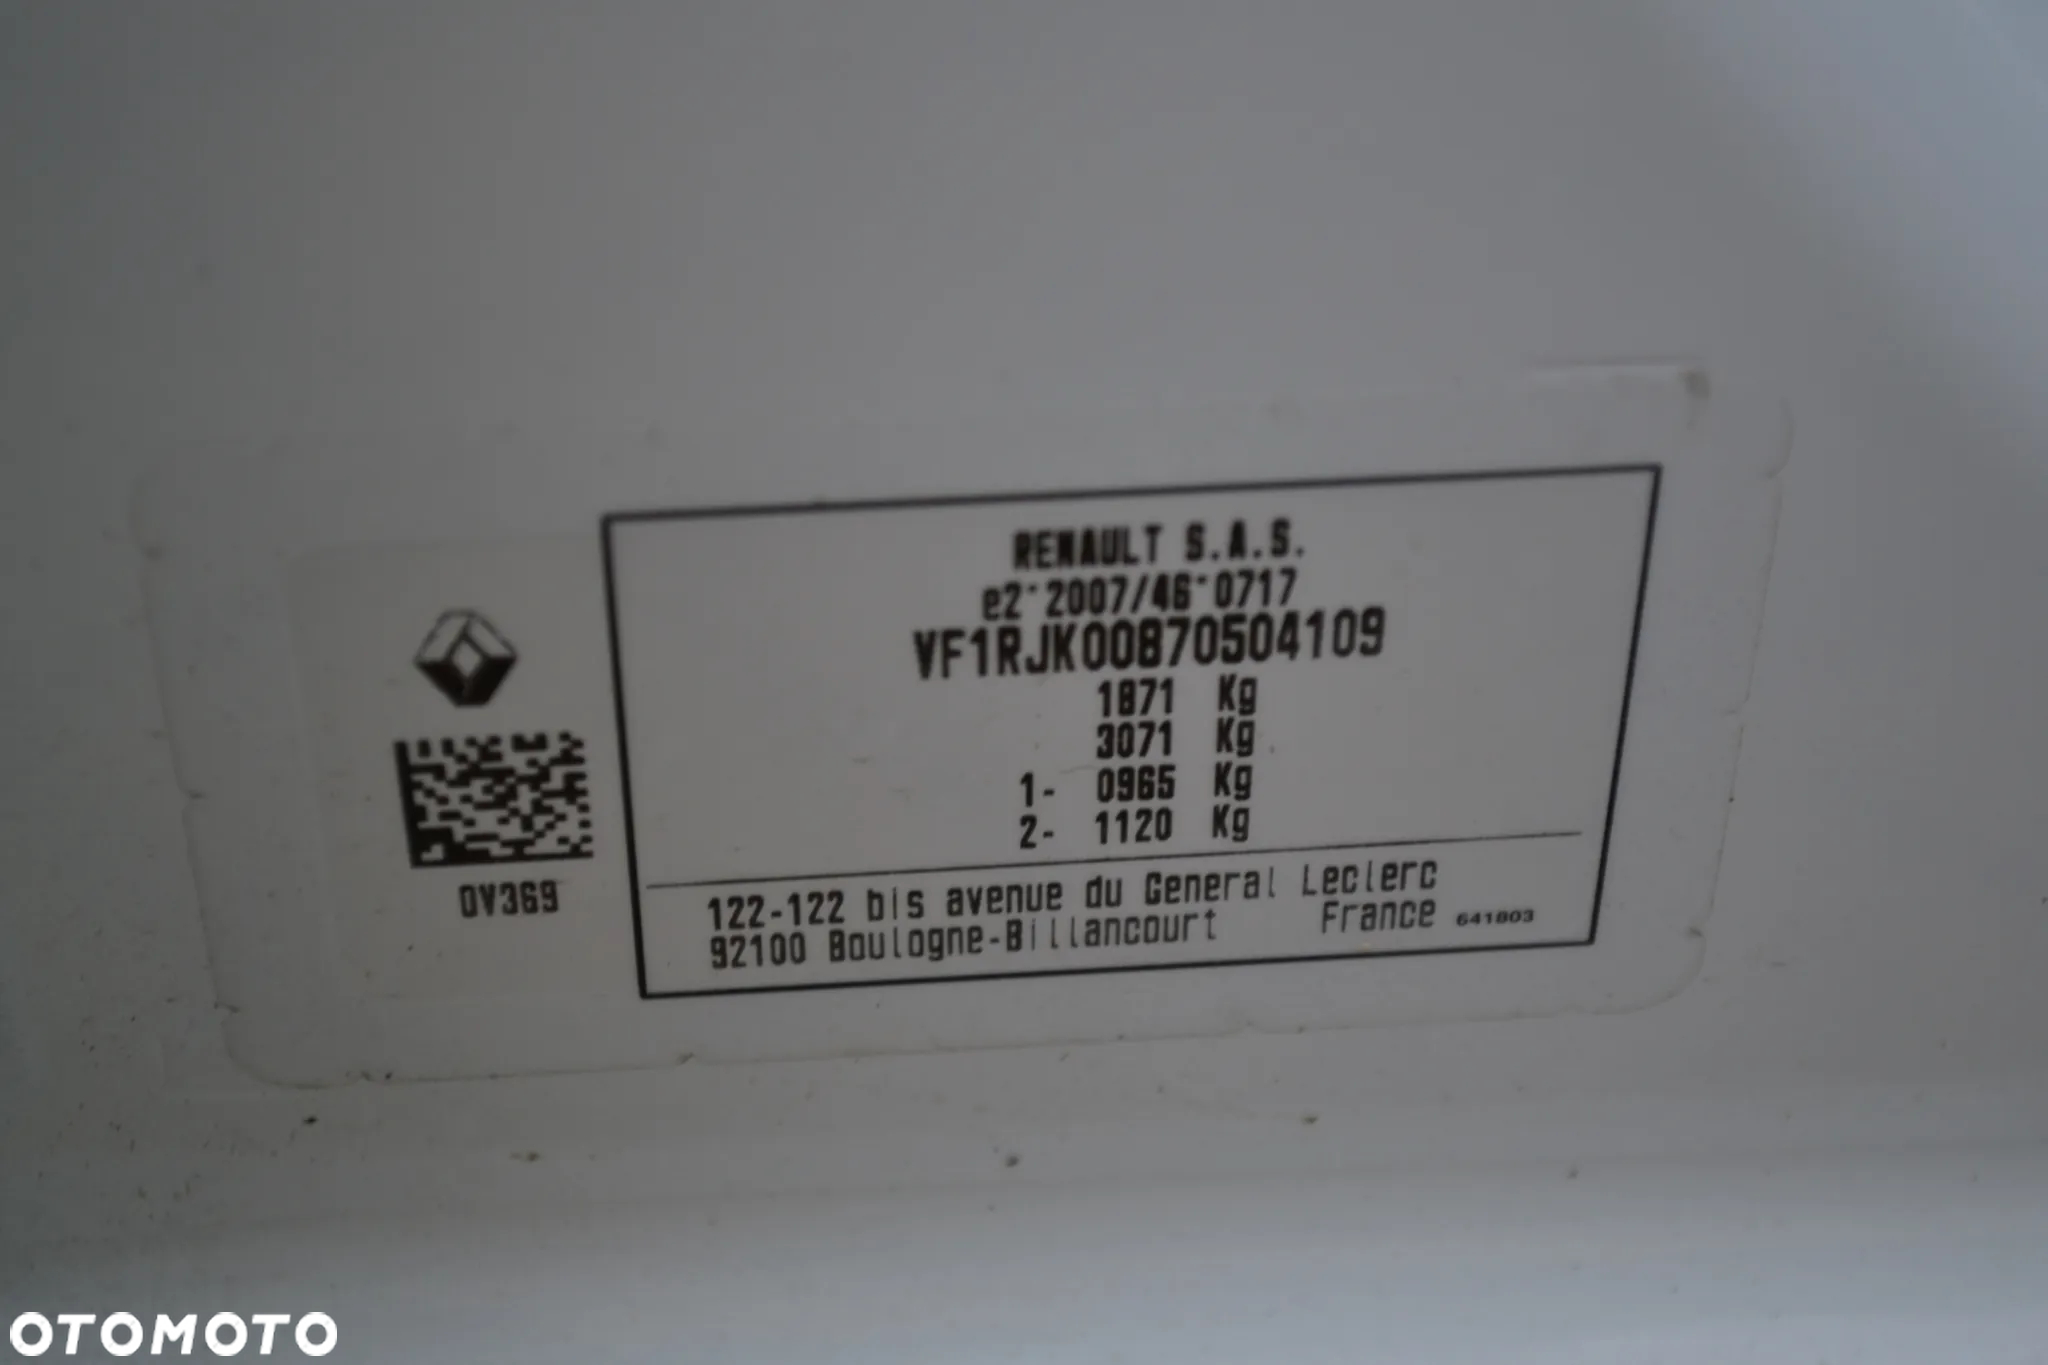 RENAULT S.A.S.
e2*2007/46*0717
VF1RJK00870504109
1871 Kg
3071 Kg
1- 0965 Kg
2- 1120 Kg
0V369
122-122 bis avenue du General Leclerc
92100 Boulogne-Billancourt France 641803
OTOMOTO